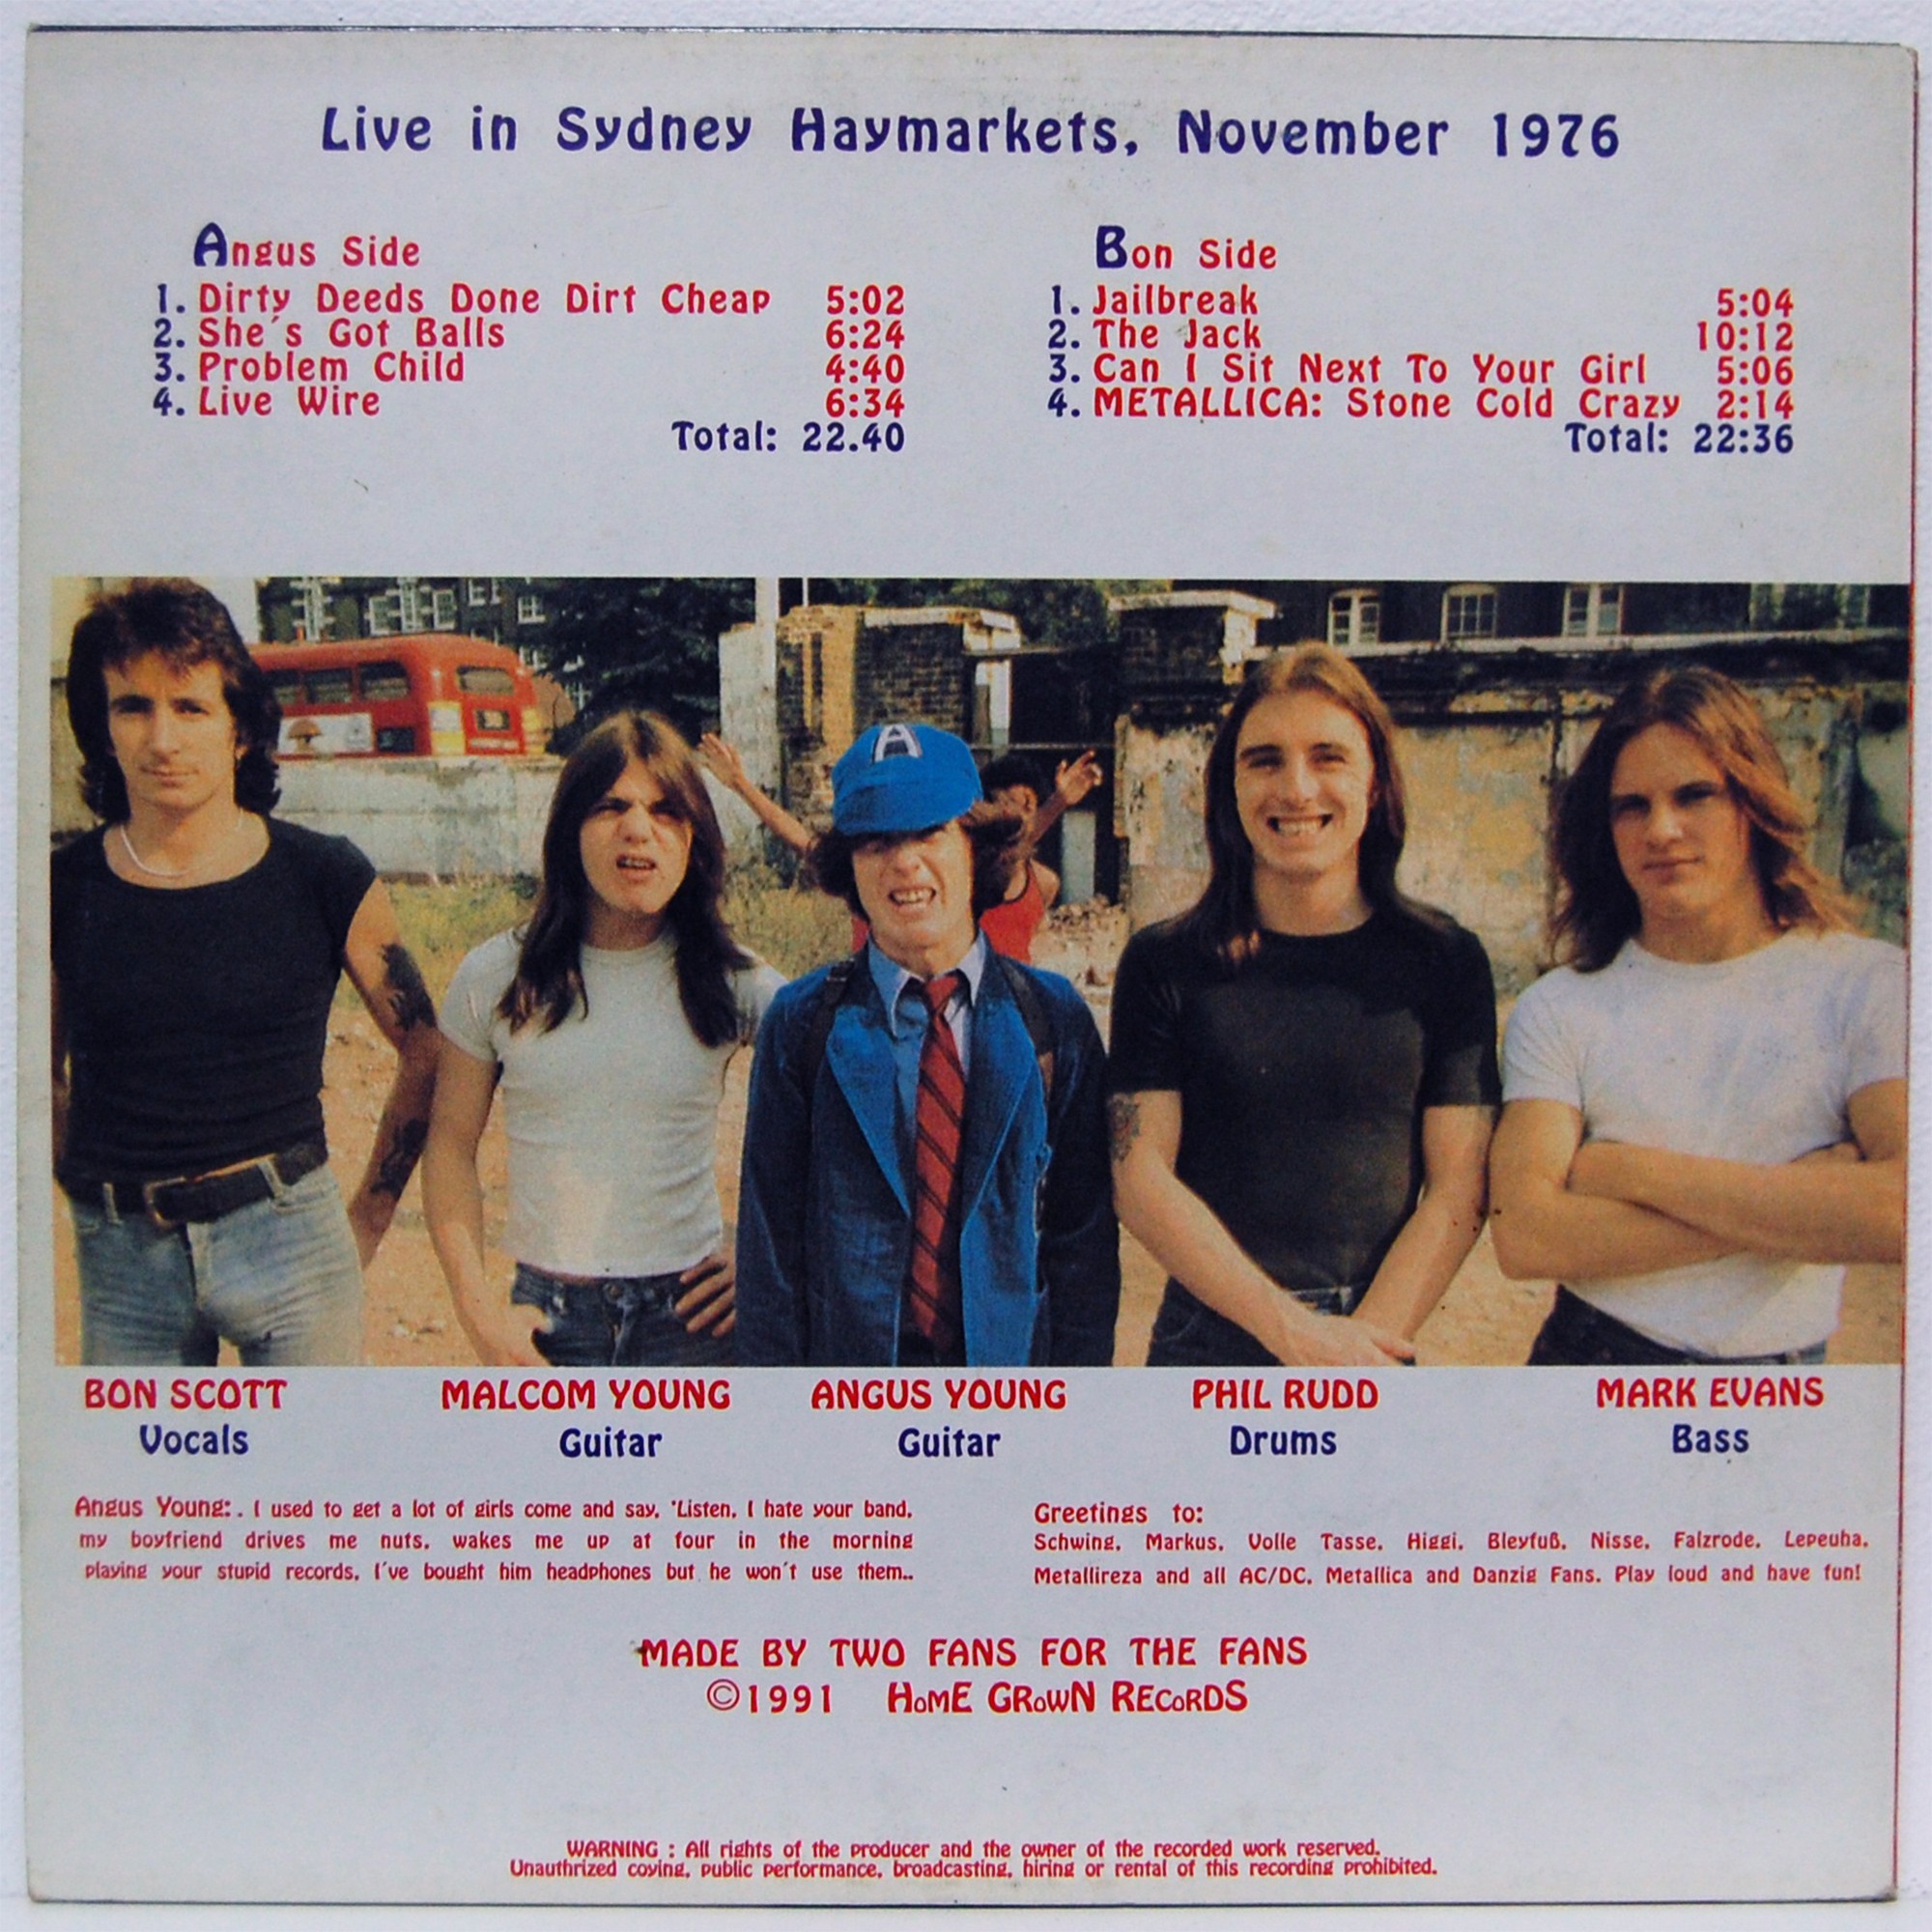 Live in Sydney Haymarkets, November 1976
Angus Side
1. Dirty Deeds Done Dirt Cheap 5:02
2. She´s Got Balls 6:24
3. Problem Child 4:40
4. Live Wire 6:34
Total: 22.40
Bon Side
1. Jailbreak 5:04
2. The Jack 10:12
3. Can I Sit Next To Your Girl 5:06
4. METALLICA: Stone Cold Crazy 2:14
Total: 22:36
A
BON SCOTT
Vocals
MALCOM YOUNG
Guitar
ANGUS YOUNG
Guitar
PHIL RUDD
Drums
MARK EVANS
Bass
Angus Young: . I used to get a lot of girls come and say, 'Listen, I hate your band,
my boyfriend drives me nuts, wakes me up at four in the morning
playing your stupid records, I´ve bought him headphones but he won´t use them..
Greetings to:
Schwing, Markus, Volle Tasse, Higgi, Bleyfuß, Nisse, Falzrode, Lepeuha,
Metallireza and all AC/DC, Metallica and Danzig Fans. Play loud and have fun!
MADE BY TWO FANS FOR THE FANS
©1991 HoME GRoWN RECoRDS
WARNING : All rights of the producer and the owner of the recorded work reserved.
Unauthrized coying, public performance, broadcasting, hiring or rental of this recording prohibited.